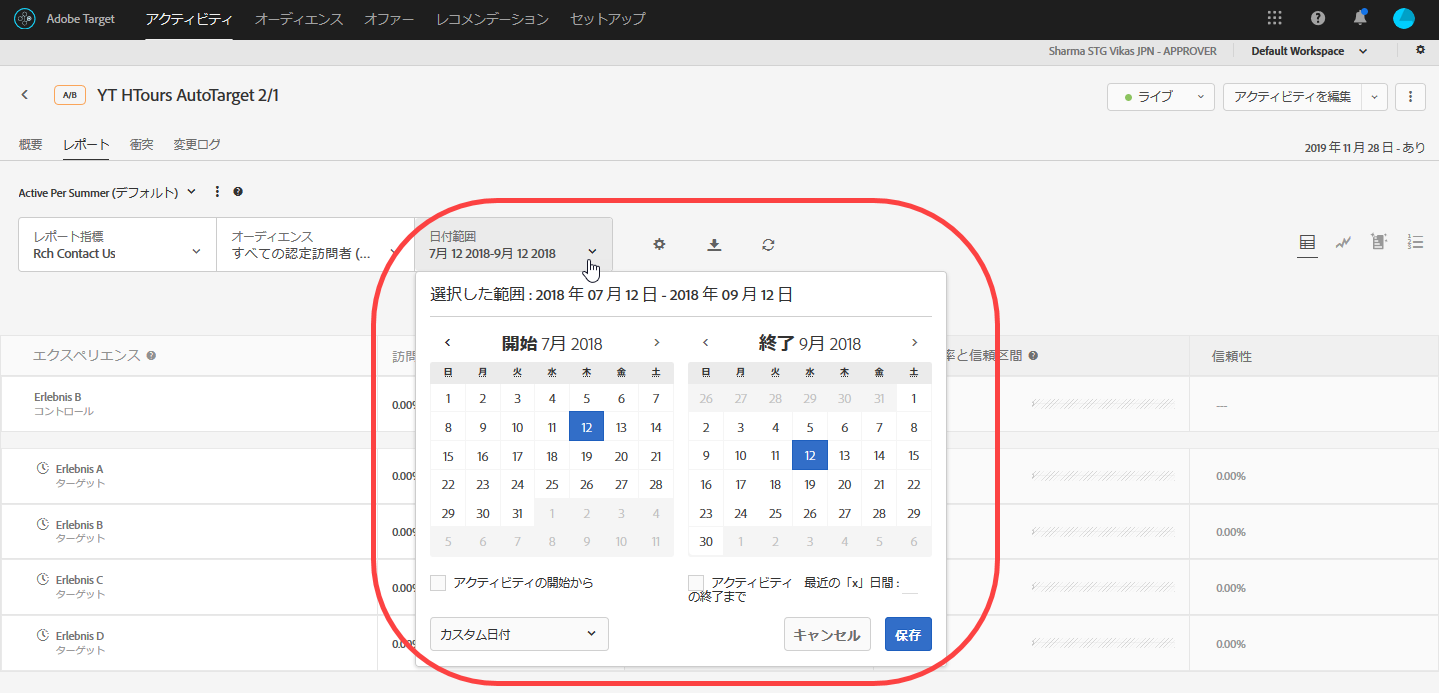 Adobe Target アクティビティ オーディエンス オファー レコメンデーション セットアップ
Sharma STG Vikas JPN - APPROVER Default Workspace
A/B YT HTours AutoTarget 2/1 ライブ アクティビティを編集
概要 レポート 衝突 変更ログ
2019 年 11 月 28 日 - あり
Active Per Summer (デフォルト)
レポート指標 オーディエンス 日付範囲
Rch Contact Us すべての認定訪問者 (... 7月 12 2018-9月 12 2018
選択した範囲 : 2018 年 07 月 12 日 - 2018 年 09 月 12 日
開始 7月 2018 終了 9月 2018
エクスペリエンス 訪問 率と信頼区間 信頼性
日 月 火 水 木 金 土 日 月 火 水 木 金 土
1 2 3 4 5 6 7 26 27 28 29 30 31 1
8 9 10 11 12 13 14 2 3 4 5 6 7 8
15 16 17 18 19 20 21 9 10 11 12 13 14 15
22 23 24 25 26 27 28 16 17 18 19 20 21 22
29 30 31 1 2 3 4 23 24 25 26 27 28 29
5 6 7 8 9 10 11 30 1 2 3 4 5 6
Erlebnis B
コントロール
0.00% ---
Erlebnis A
ターゲット
0.00% 0.00%
Erlebnis B
ターゲット
0.00% 0.00%
Erlebnis C
ターゲット
0.00% 0.00%
Erlebnis D
ターゲット
0.00% 0.00%
アクティビティの開始から アクティビティ 最近の「x」日間 :
の終了まで
カスタム日付 キャンセル 保存